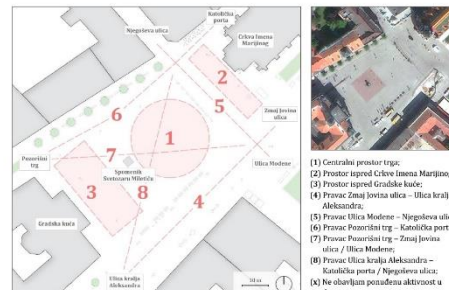 Katolička
porta
Njegoševa ulica
Crkva Imena
Marijinog
2
6
5
Zmaj Jovina
ulica
1
Pozorišni
trg
7
Ulica Modene
Spomenik
Svetozaru Miletiću
3
8
4
Gradska kuća
Ulica kralja
Aleksandra
(1) Centralni prostor trga;
(2) Prostor ispred Crkve Imena Marijinog
(3) Prostor ispred Gradske kuće;
(4) Pravac Zmaj Jovina ulica – Ulica kralja
Aleksandra;
(5) Pravac Ulica Modene – Njegoševa ulica
(6) Pravac Pozorišni trg – Katolička porta
(7) Pravac Pozorišni trg – Zmaj Jovina
ulica / Ulica Modene;
(8) Pravac Ulica kralja Aleksandra –
Katolička porta / Njegoševa ulica;
(x) Ne obavljam ponuđenu aktivnost u